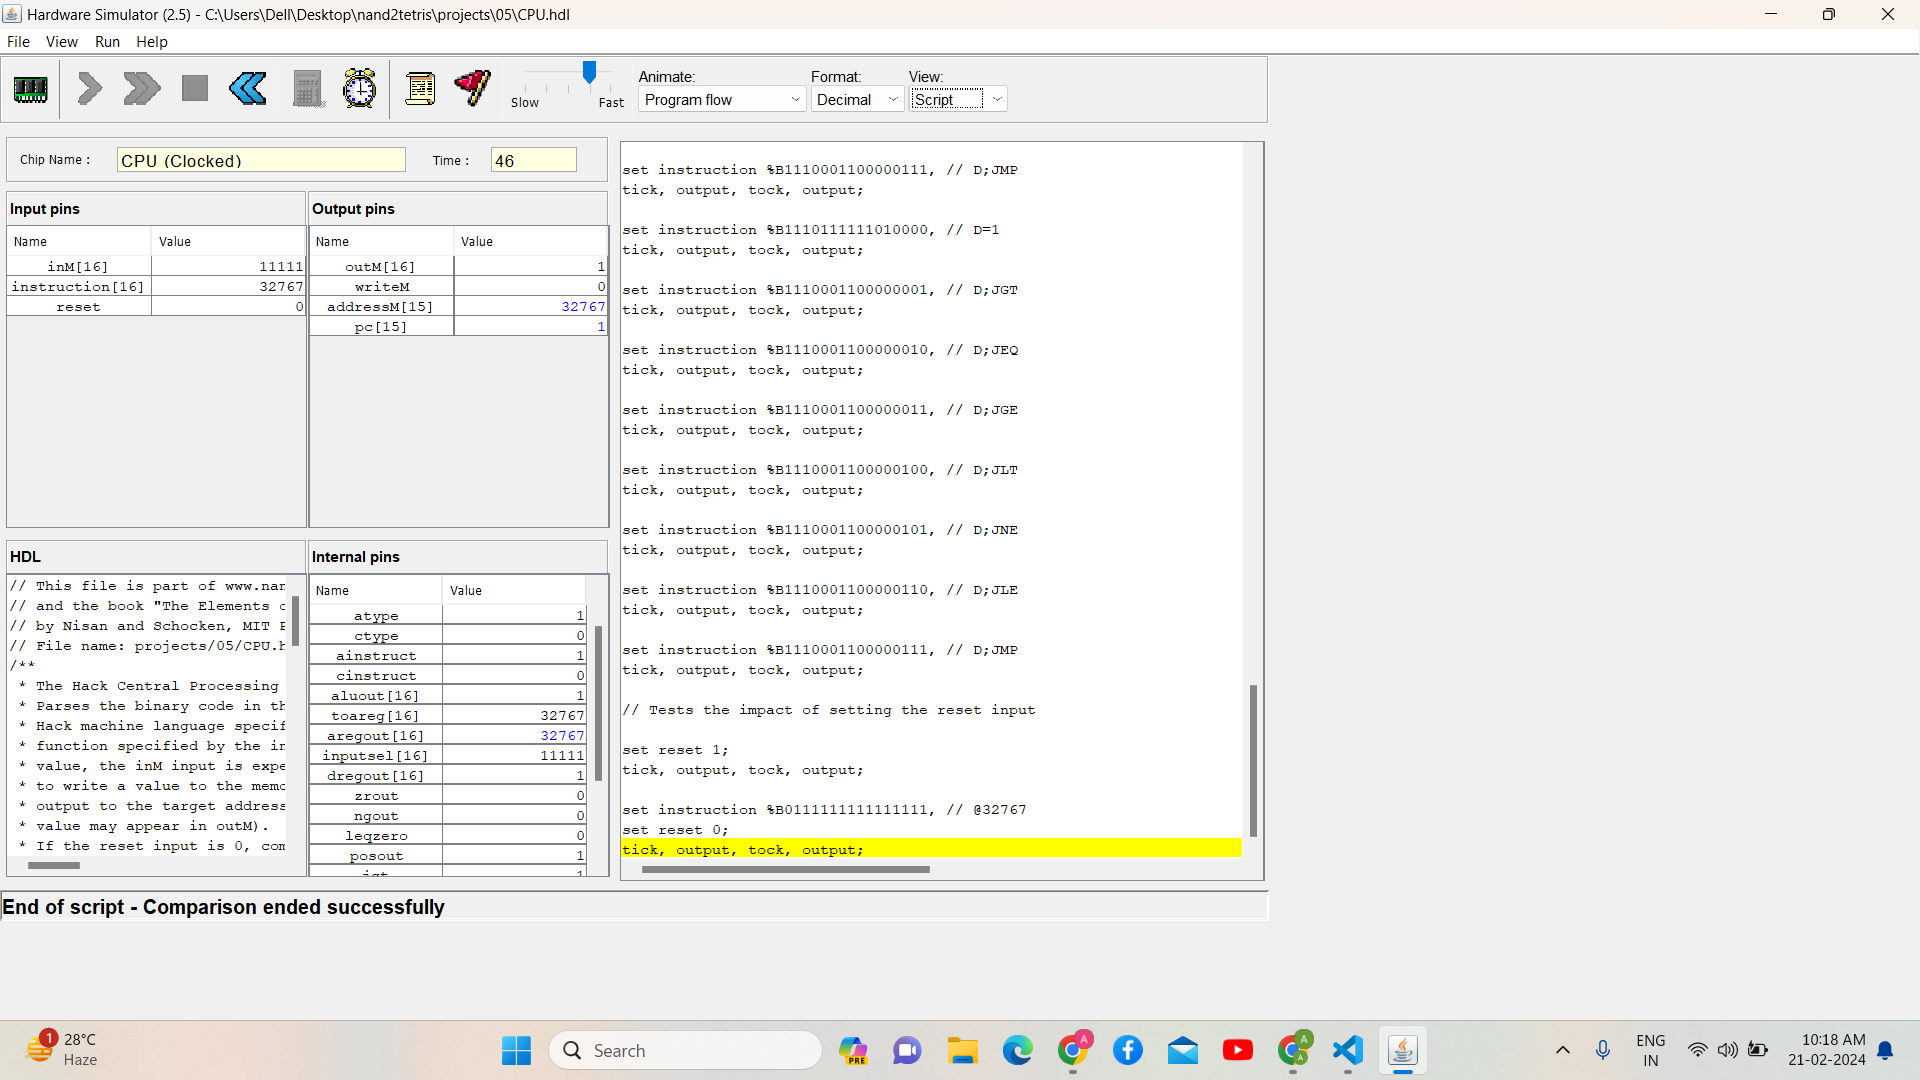 Hardware Simulator (2.5) - C:\Users\Dell\Desktop\nand2tetris\projects\05\CPU.hdl
File View Run Help
Slow Fast
Animate:
Program flow
Format:
Decimal
View:
Script
Chip Name :
CPU (Clocked)
Time :
46
Input pins
Name Value
inM[16] 11111
instruction[16] 32767
reset 0
Output pins
Name Value
outM[16] 1
writeM 0
addressM[15] 32767
pc[15] 1
HDL
// This file is part of www.nan
// and the book "The Elements o
// by Nisan and Schocken, MIT P
// File name: projects/05/CPU.h
/**
* The Hack Central Processing
* Parses the binary code in th
* Hack machine language specif
* function specified by the in
* value, the inM input is expe
* to write a value to the memo
* output to the target address
* value may appear in outM).
* If the reset input is 0, com
Internal pins
Name Value
atype 1
ctype 0
ainstruct 1
cinstruct 0
aluout[16] 1
toareg[16] 32767
aregout[16] 32767
inputsel[16] 11111
dregout[16] 1
zrout 0
ngout 0
leqzero 0
posout 1
jgt 1
set instruction %B1110001100000111, // D;JMP
tick, output, tock, output;
set instruction %B1110111111010000, // D=1
tick, output, tock, output;
set instruction %B1110001100000001, // D;JGT
tick, output, tock, output;
set instruction %B1110001100000010, // D;JEQ
tick, output, tock, output;
set instruction %B1110001100000011, // D;JGE
tick, output, tock, output;
set instruction %B1110001100000100, // D;JLT
tick, output, tock, output;
set instruction %B1110001100000101, // D;JNE
tick, output, tock, output;
set instruction %B1110001100000110, // D;JLE
tick, output, tock, output;
set instruction %B1110001100000111, // D;JMP
tick, output, tock, output;
// Tests the impact of setting the reset input
set reset 1;
tick, output, tock, output;
set instruction %B0111111111111111, // @32767
set reset 0;
tick, output, tock, output;
End of script - Comparison ended successfully
1
28°C
Haze
Search
PRE
A
A
A
ENG
IN
10:18 AM
21-02-2024